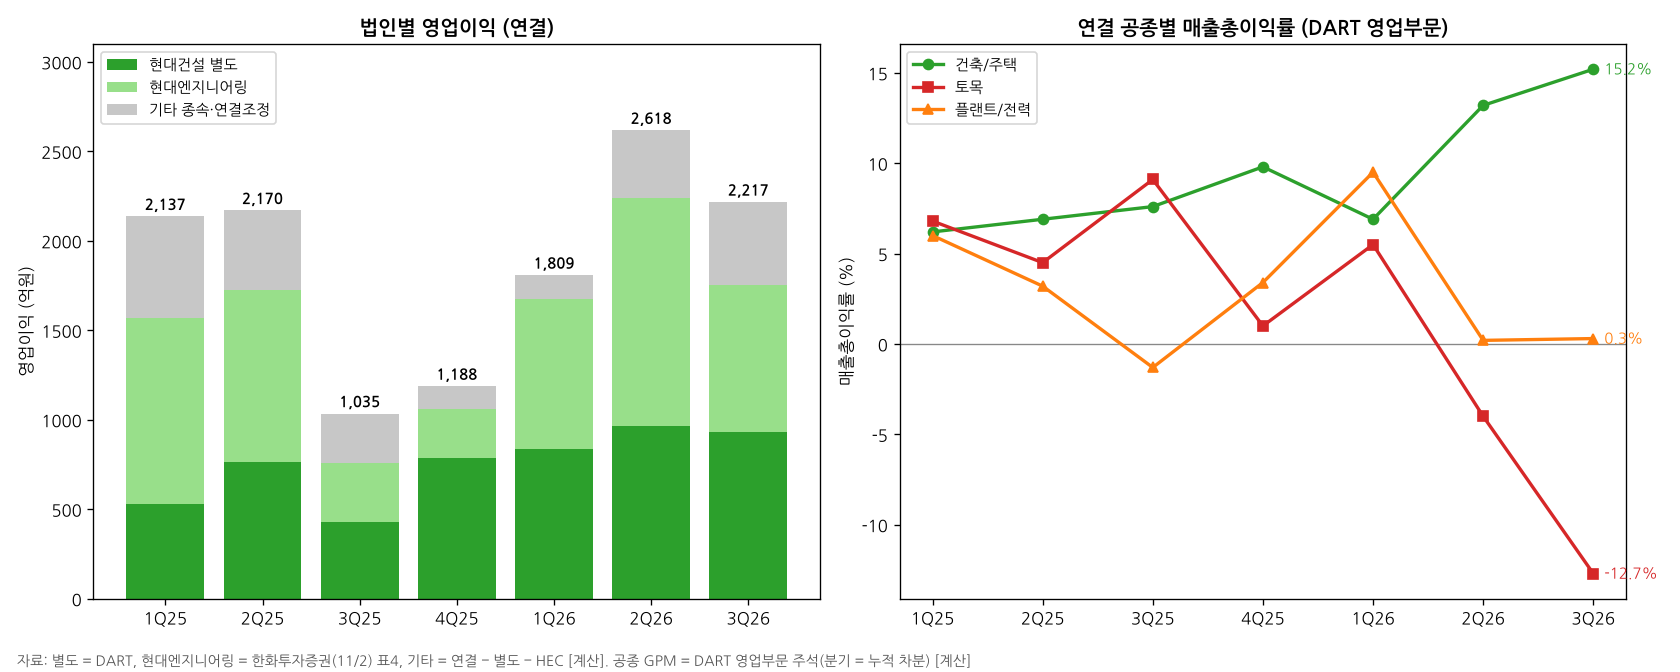 법인별 영업이익 (연결)
영업이익 (억원)
3000
2500
2000
1500
1000
500
0
현대건설 별도
현대엔지니어링
기타 종속·연결조정
2,137
2,170
1,035
1,188
1,809
2,618
2,217
1Q25 2Q25 3Q25 4Q25 1Q26 2Q26 3Q26
연결 공종별 매출총이익률 (DART 영업부문)
매출총이익률 (%)
15
10
5
0
-5
-10
건축/주택
토목
플랜트/전력
15.2%
0.3%
-12.7%
1Q25 2Q25 3Q25 4Q25 1Q26 2Q26 3Q26
자료: 별도 = DART, 현대엔지니어링 = 한화투자증권(11/2) 표4, 기타 = 연결 − 별도 − HEC [계산]. 공종 GPM = DART 영업부문 주석(분기 = 누적 차분) [계산]